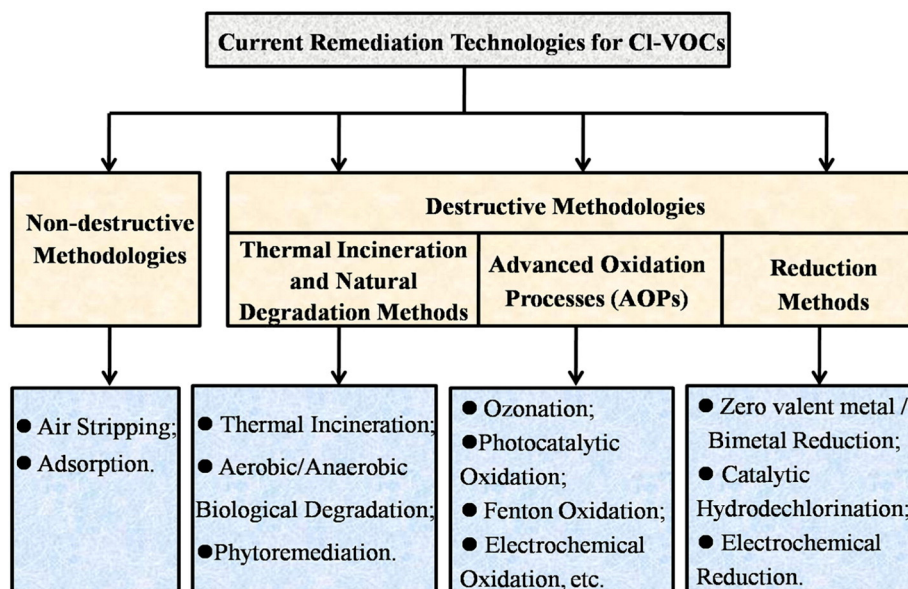 Current Remediation Technologies for Cl-VOCs
Non-destructive
Methodologies
Destructive Methodologies
Thermal Incineration
and Natural
Degradation Methods
Advanced Oxidation
Processes (AOPs)
Reduction
Methods
● Air Stripping;
● Adsorption.
● Thermal Incineration;
● Aerobic/Anaerobic
Biological Degradation;
● Phytoremediation.
● Ozonation;
● Photocatalytic
Oxidation;
● Fenton Oxidation;
● Electrochemical
Oxidation, etc.
● Zero valent metal /
Bimetal Reduction;
● Catalytic
Hydrodechlorination;
● Electrochemical
Reduction.